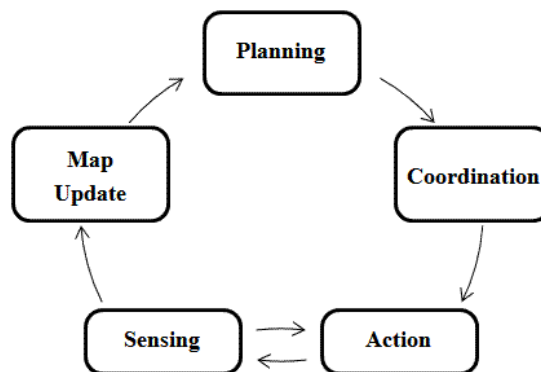 Planning
Map
Update
Coordination
Sensing
Action